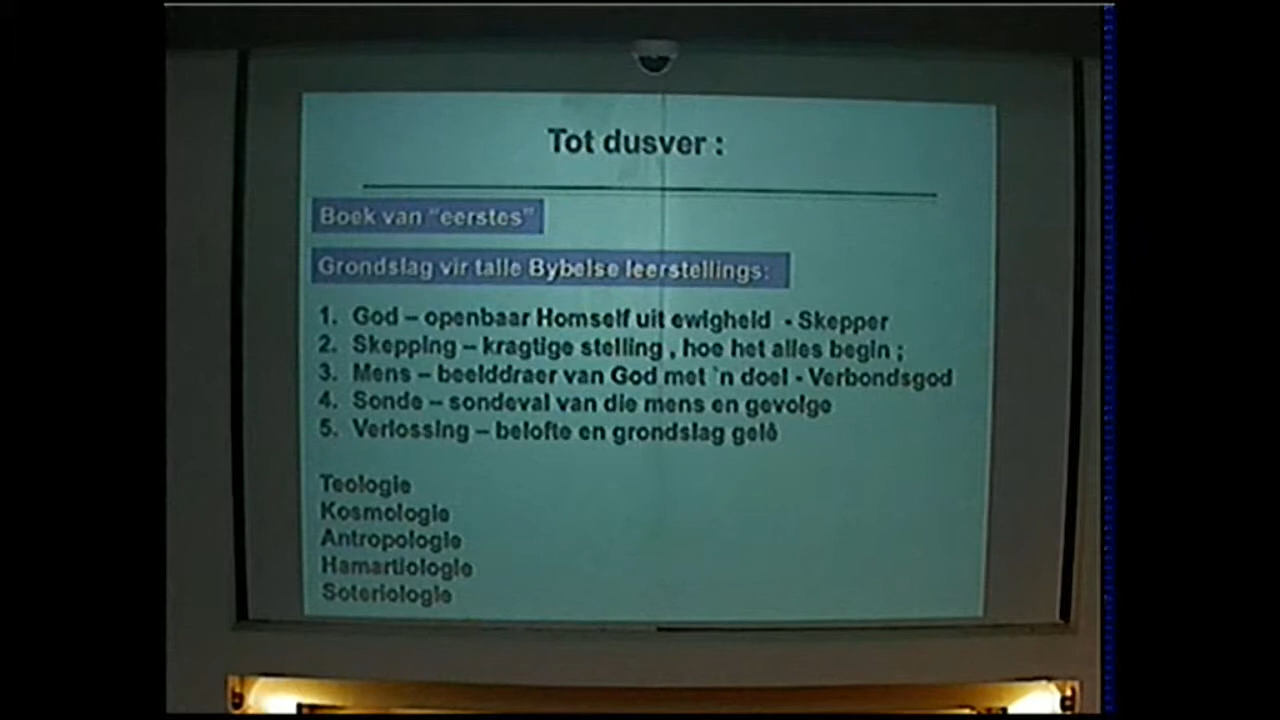 Tot dusver :
Boek van "eerstes"
Grondslag vir talle Bybelse leerstellings:
1. God – openbaar Homself uit ewigheid - Skepper
2. Skepping – kragtige stelling , hoe het alles begin ;
3. Mens – beelddraer van God met `n doel - Verbondsgod
4. Sonde – sondeval van die mens en gevolge
5. Verlossing – belofte en grondslag gelê
Teologie
Kosmologie
Antropologie
Hamartiologie
Soteriologie